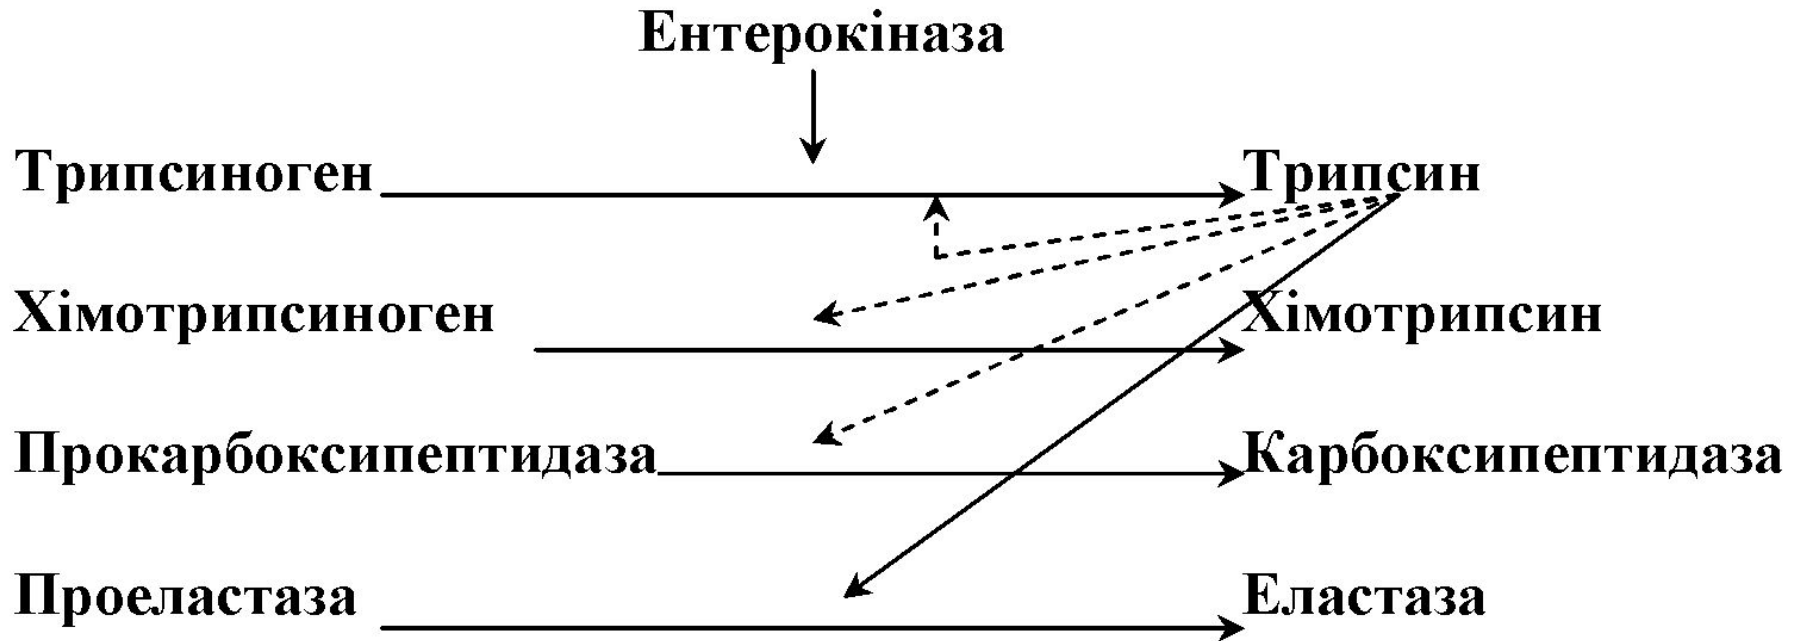 Ентерокіназа
Трипсиноген Трипсин
Хімотрипсиноген Хімотрипсин
Прокарбоксипептидаза Карбоксипептидаза
Проеластаза Еластаза